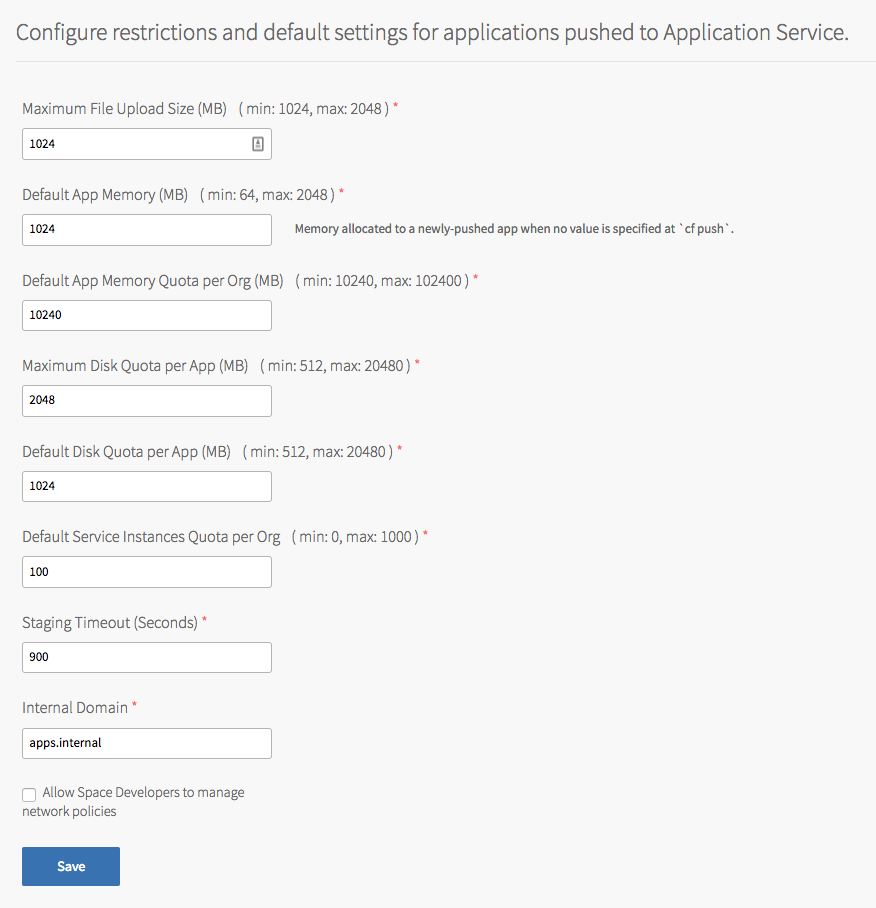 Configure restrictions and default settings for applications pushed to Application Service.
Maximum File Upload Size (MB) ( min: 1024, max: 2048 ) *
1024
Default App Memory (MB) ( min: 64, max: 2048 ) *
1024
Memory allocated to a newly-pushed app when no value is specified at `cf push`.
Default App Memory Quota per Org (MB) ( min: 10240, max: 102400 ) *
10240
Maximum Disk Quota per App (MB) ( min: 512, max: 20480 ) *
2048
Default Disk Quota per App (MB) ( min: 512, max: 20480 ) *
1024
Default Service Instances Quota per Org ( min: 0, max: 1000 ) *
100
Staging Timeout (Seconds) *
900
Internal Domain *
apps.internal
Allow Space Developers to manage
network policies
Save